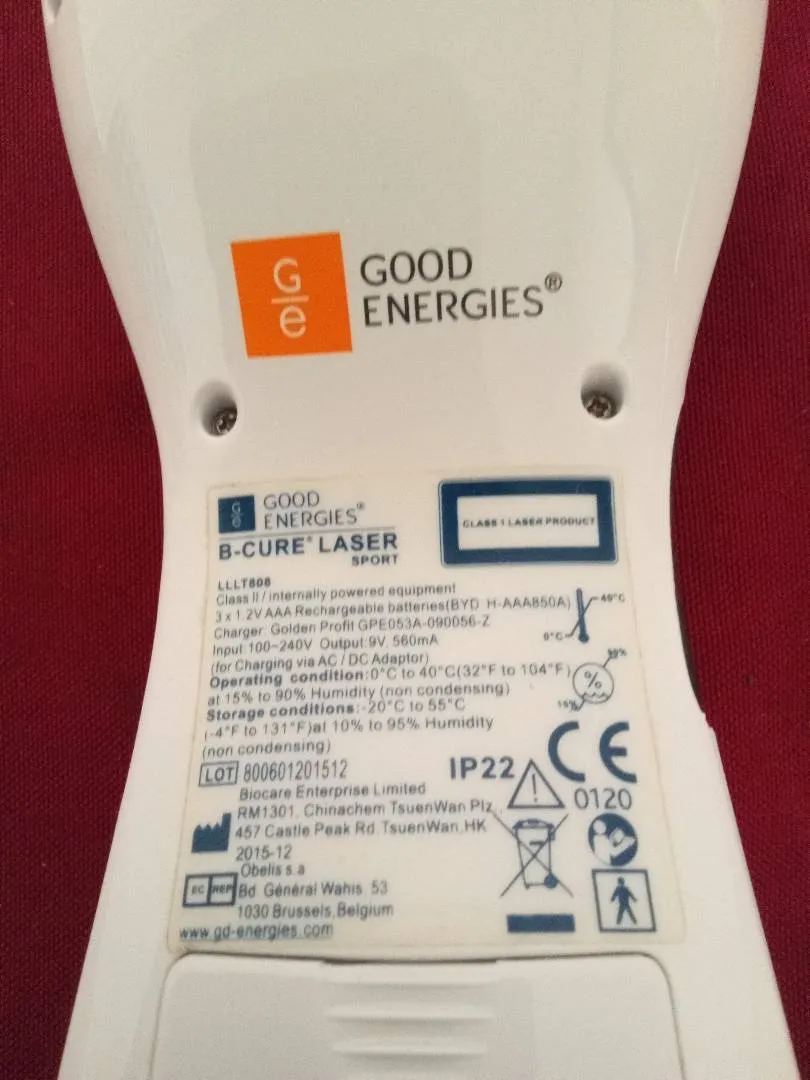 G
e
GOOD
ENERGIES®
G
e
GOOD
ENERGIES®
B-CURE® LASER
SPORT
CLASS 1 LASER PRODUCT
LLLT808
Class II / internally powered equipment
3 x 1.2V AAA Rechargeable batteries(BYD H-AAA850A)
Charger: Golden Profit GPE053A-090056-Z
Input:100~240V Output:9V, 560mA
(for Charging via AC / DC Adaptor)
Operating condition:0°C to 40°C(32°F to 104°F)
at 15% to 90% Humidity (non condensing)
Storage conditions:-20°C to 55°C
(-4°F to 131°F)at 10% to 95% Humidity
(non condensing)
40°C
0°C
%
15%
LOT 800601201512
IP22
CE
0120
Biocare Enterprise Limited
RM1301, Chinachem TsuenWan Plz.,
457 Castle Peak Rd.TsuenWan,HK
2015-12
EC REP
Obelis s.a
Bd. Général Wahis, 53
1030 Brussels,Belgium
www.gd-energies.com